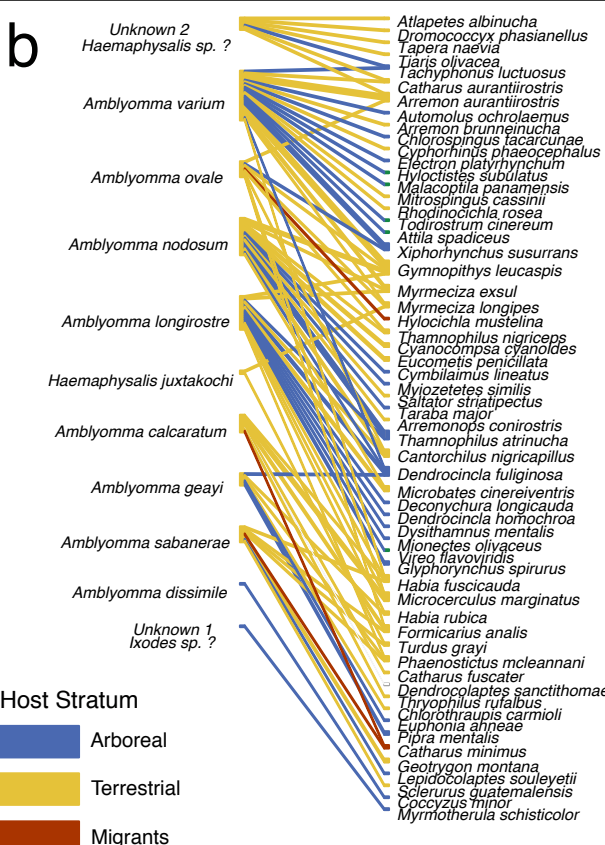 b
Unknown 2
Haemaphysalis sp. ?
Amblyomma varium
Amblyomma ovale
Amblyomma nodosum
Amblyomma longirostre
Haemaphysalis juxtakochi
Amblyomma calcaratum
Amblyomma geayi
Amblyomma sabanerae
Amblyomma dissimile
Unknown 1
Ixodes sp. ?
Atlapetes albinucha
Dromococcyx phasianellus
Tapera naevia
Tiaris olivacea
Tachyphonus luctuosus
Catharus aurantiirostris
Arremon aurantiirostris
Automolus ochrolaemus
Arremon brunneinucha
Chlorospingus tacarcunae
Cyphorhinus phaeocephalus
Electron platyrhynchum
Hyloctistes subulatus
Malacoptila panamensis
Mitrospingus cassinii
Rhodinocichla rosea
Todirostrum cinereum
Attila spadiceus
Xiphorhynchus susurrans
Gymnopithys leucaspis
Myrmeciza exsul
Myrmeciza longipes
Hylocichla mustelina
Thamnophilus nigriceps
Cyanocompsa cyanoides
Eucometis penicillata
Cymbilaimus lineatus
Myiozetetes similis
Saltator striatipectus
Taraba major
Arremonops conirostris
Thamnophilus atrinucha
Cantorchilus nigricapillus
Dendrocincla fuliginosa
Microbates cinereiventris
Deconychura longicauda
Dendrocincla homochroa
Dysithamnus mentalis
Mionectes olivaceus
Vireo flavoviridis
Glyphorynchus spirurus
Habia fuscicauda
Microcerculus marginatus
Habia rubica
Formicarius analis
Turdus grayi
Phaenostictus mcleannani
Catharus fuscater
Dendrocolaptes sanctithomae
Thryophilus rufalbus
Chlorothraupis carmioli
Euphonia ahneae
Pipra mentalis
Catharus minimus
Geotrygon montana
Lepidocolaptes souleyetii
Sclerurus guatemalensis
Coccyzus minor
Myrmotherula schisticolor
Host Stratum
Arboreal
Terrestrial
Migrants